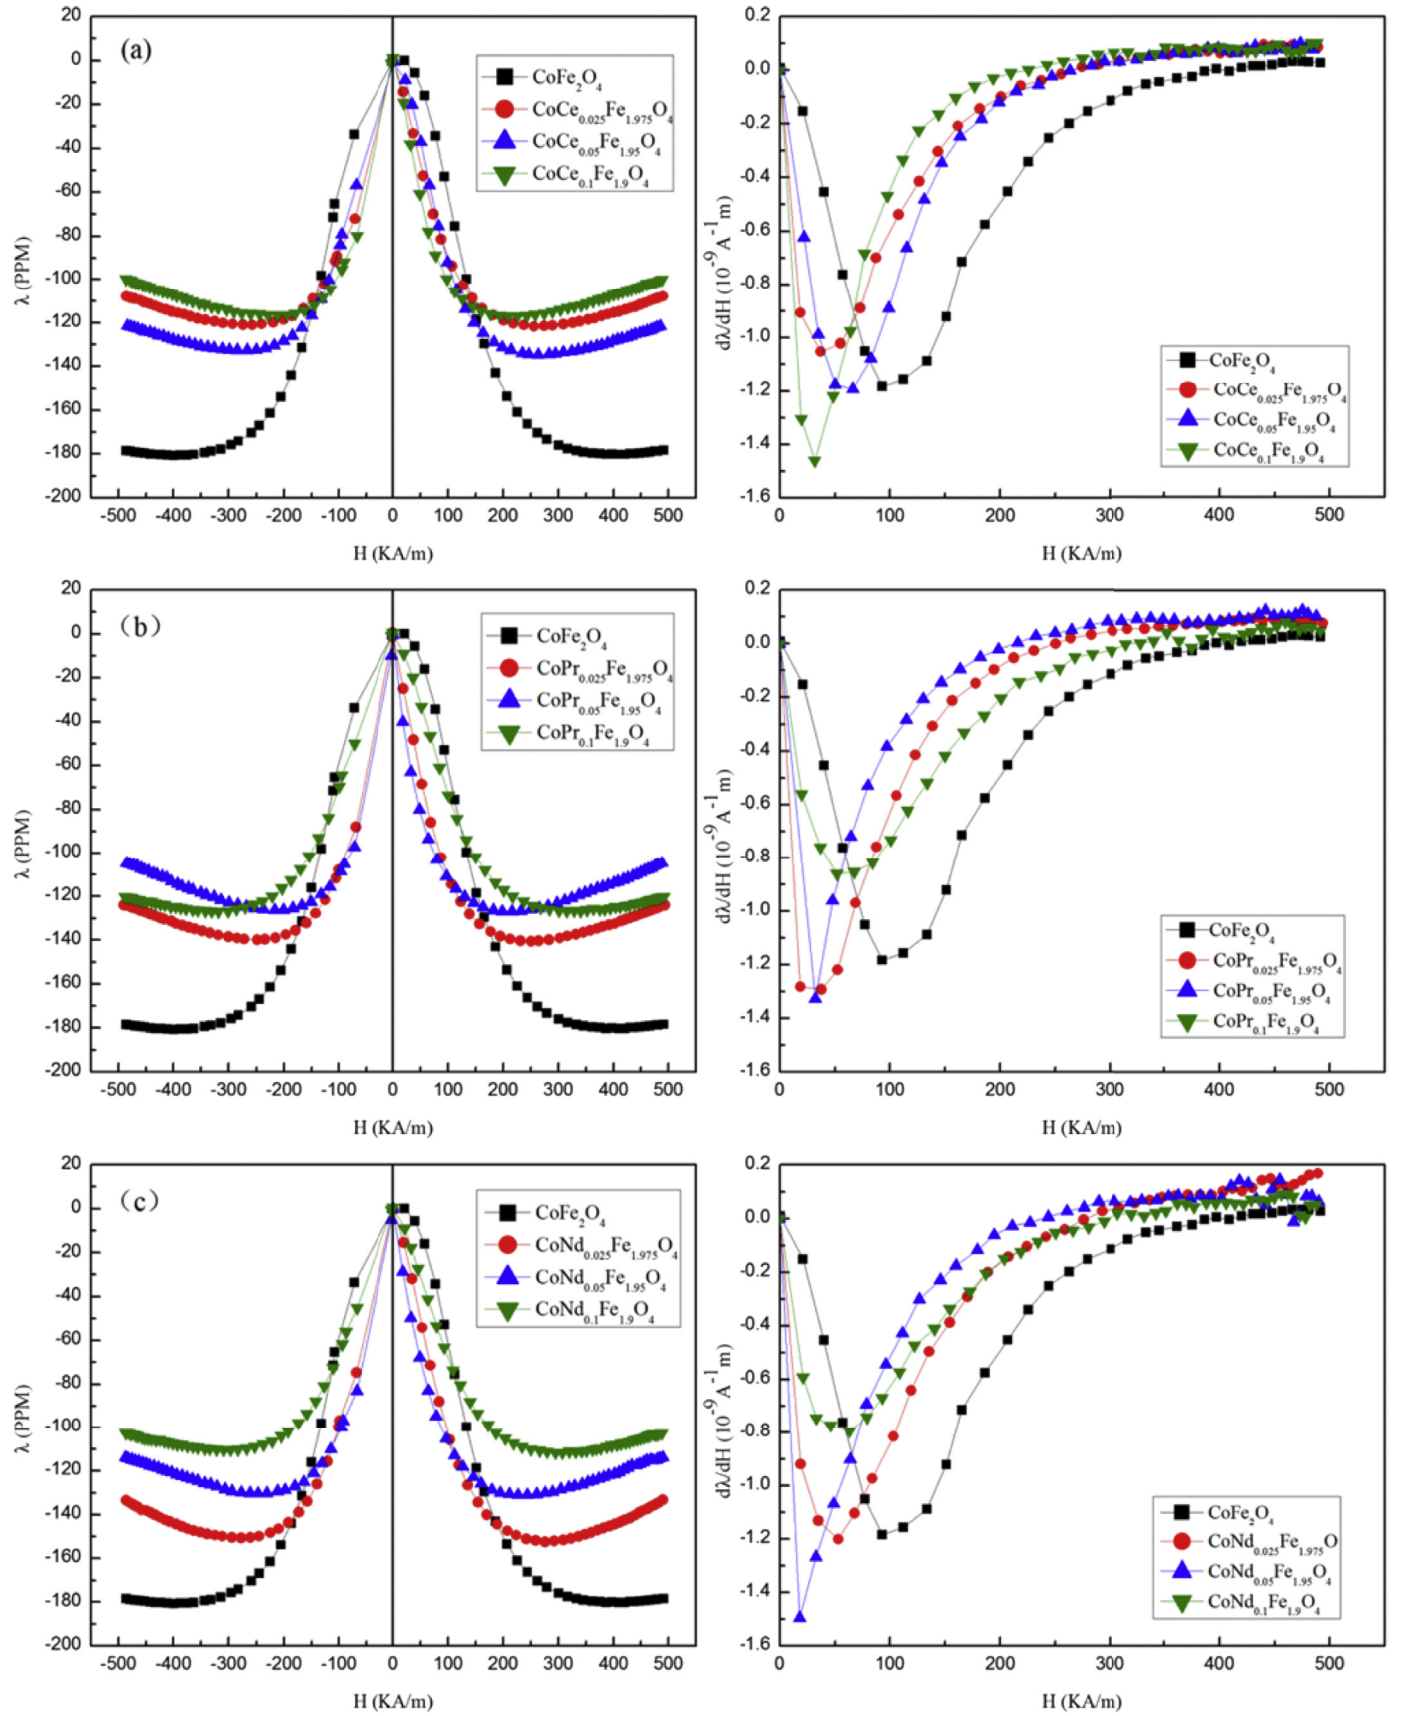 20
0
-20
-40
-60
-80
-100
-120
-140
-160
-180
-200
λ (PPM)
(a)
CoFe2O4
CoCe0.025Fe1.975O4
CoCe0.05Fe1.95O4
CoCe0.1Fe1.9O4
-500 -400 -300 -200 -100 0 100 200 300 400 500
H (KA/m)
0.2
0.0
-0.2
-0.4
-0.6
-0.8
-1.0
-1.2
-1.4
-1.6
dλ/dH (10-9A-1m)
CoFe2O4
CoCe0.025Fe1.975O4
CoCe0.05Fe1.95O4
CoCe0.1Fe1.9O4
0 100 200 300 400 500
H (KA/m)
20
0
-20
-40
-60
-80
-100
-120
-140
-160
-180
-200
λ (PPM)
(b)
CoFe2O4
CoPr0.025Fe1.975O4
CoPr0.05Fe1.95O4
CoPr0.1Fe1.9O4
-500 -400 -300 -200 -100 0 100 200 300 400 500
H (KA/m)
0.2
0.0
-0.2
-0.4
-0.6
-0.8
-1.0
-1.2
-1.4
-1.6
dλ/dH (10-9A-1m)
CoFe2O4
CoPr0.025Fe1.975O4
CoPr0.05Fe1.95O4
CoPr0.1Fe1.9O4
0 100 200 300 400 500
H (KA/m)
20
0
-20
-40
-60
-80
-100
-120
-140
-160
-180
-200
λ (PPM)
(c)
CoFe2O4
CoNd0.025Fe1.975O4
CoNd0.05Fe1.95O4
CoNd0.1Fe1.9O4
-500 -400 -300 -200 -100 0 100 200 300 400 500
H (KA/m)
0.2
0.0
-0.2
-0.4
-0.6
-0.8
-1.0
-1.2
-1.4
-1.6
dλ/dH (10-9A-1m)
CoFe2O4
CoNd0.025Fe1.975O
CoNd0.05Fe1.95O4
CoNd0.1Fe1.9O4
0 100 200 300 400 500
H (KA/m)